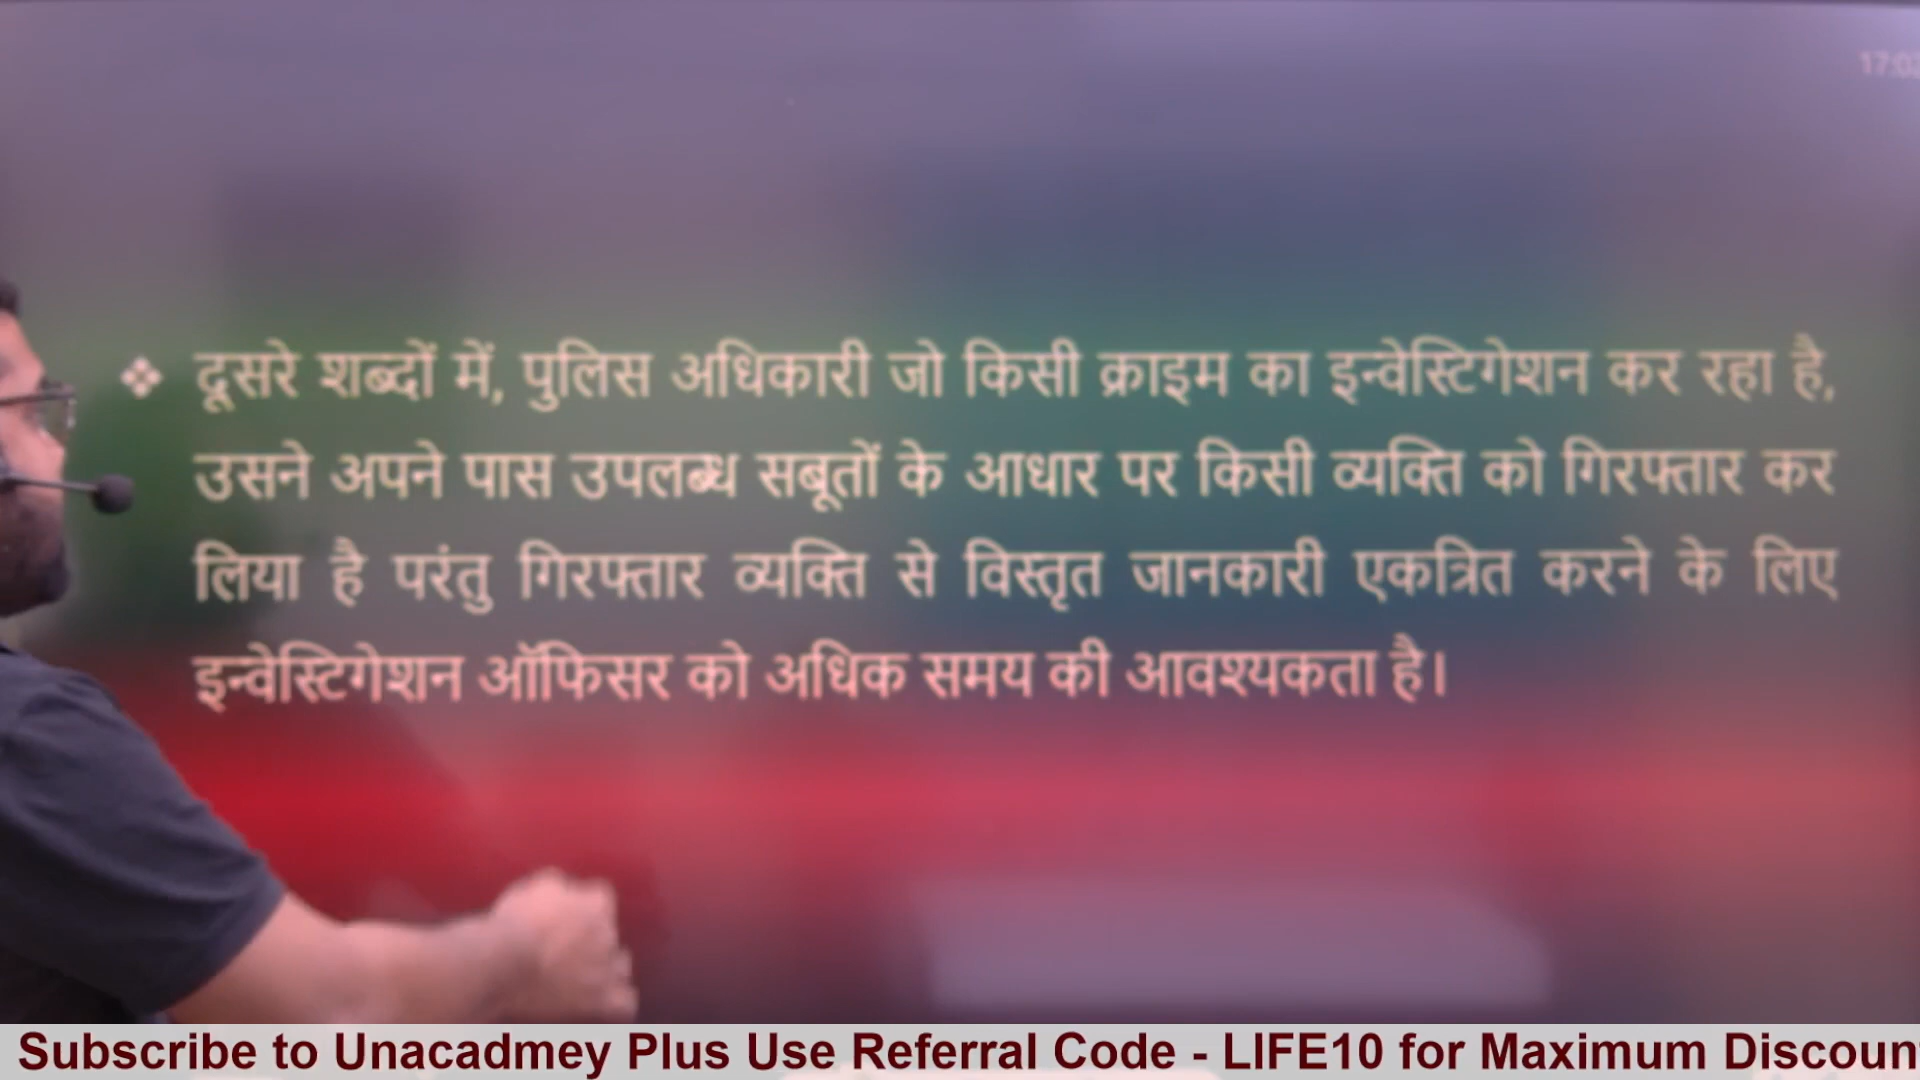 17:03
❖ दूसरे शब्दों में, पुलिस अधिकारी जो किसी क्राइम का इन्वेस्टिगेशन कर रहा है,
उसने अपने पास उपलब्ध सबूतों के आधार पर किसी व्यक्ति को गिरफ्तार कर
लिया है परंतु गिरफ्तार व्यक्ति से विस्तृत जानकारी एकत्रित करने के लिए
इन्वेस्टिगेशन ऑफिसर को अधिक समय की आवश्यकता है।
Subscribe to Unacadmey Plus Use Referral Code - LIFE10 for Maximum Discoun